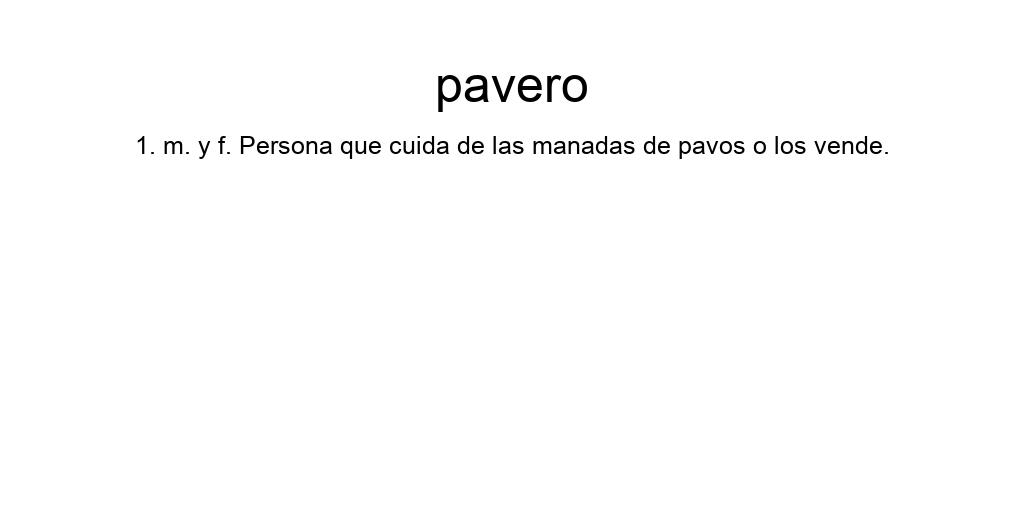 pavero
1. m. y f. Persona que cuida de las manadas de pavos o los vende.